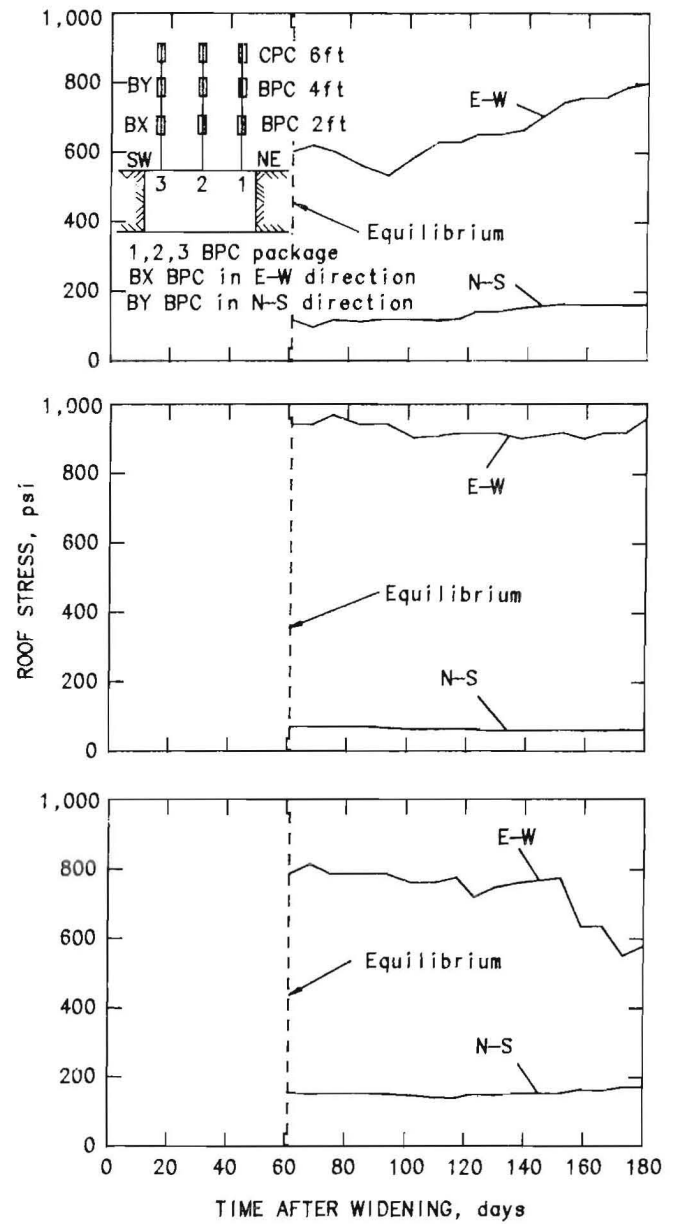 1,000
800
600
400
200
0
CPC 6ft
BY BPC 4ft
BX BPC 2ft
SW NE
3 2 1
E-W
Equilibrium
1,2,3 BPC package
BX BPC in E-W direction
BY BPC in N-S direction
N-S
ROOF STRESS, psi
1,000
800
600
400
200
0
E-W
Equilibrium
N-S
1,000
800
600
400
200
0
E-W
Equilibrium
N-S
0 20 40 60 80 100 120 140 160 180
TIME AFTER WIDENING, days